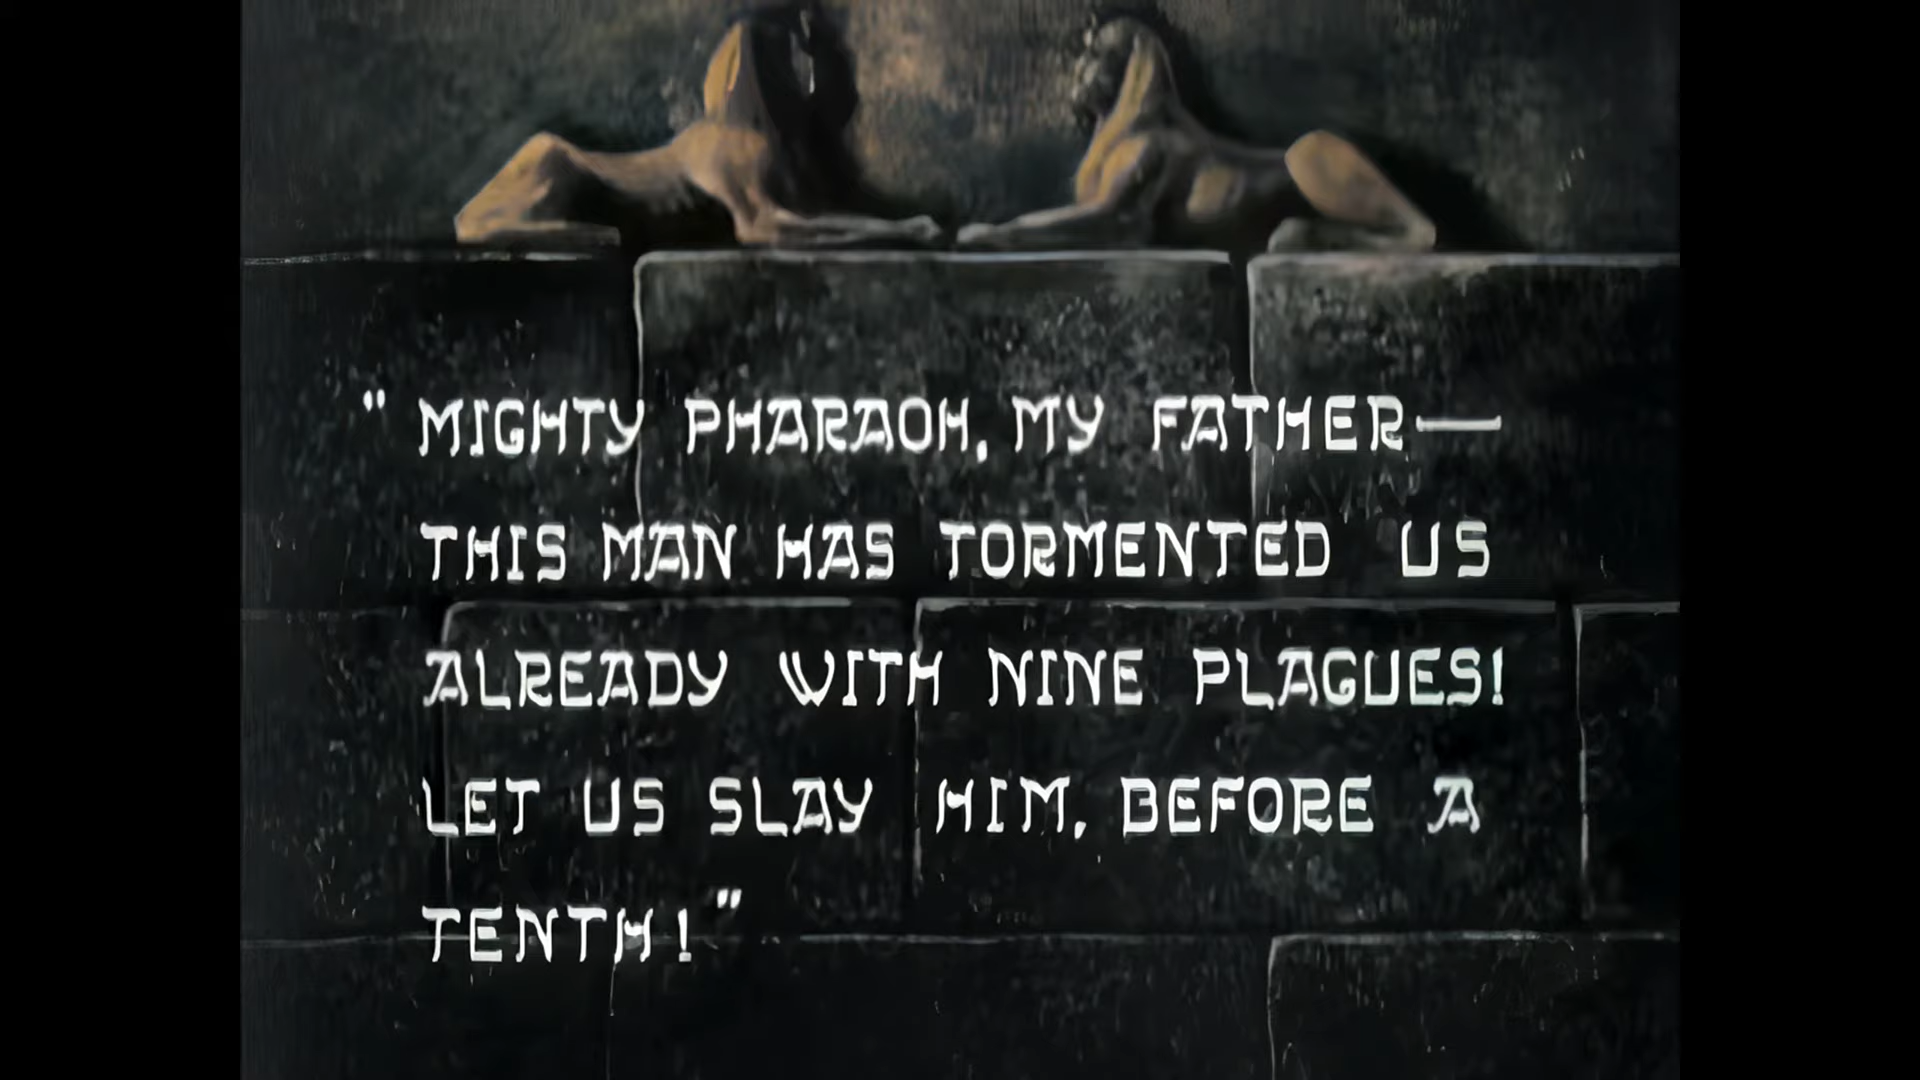 "MIGHTY PHARAOH, MY FATHER—
THIS MAN HAS TORMENTED US
ALREADY WITH NINE PLAGUES!
LET US SLAY HIM, BEFORE A
TENTH!"